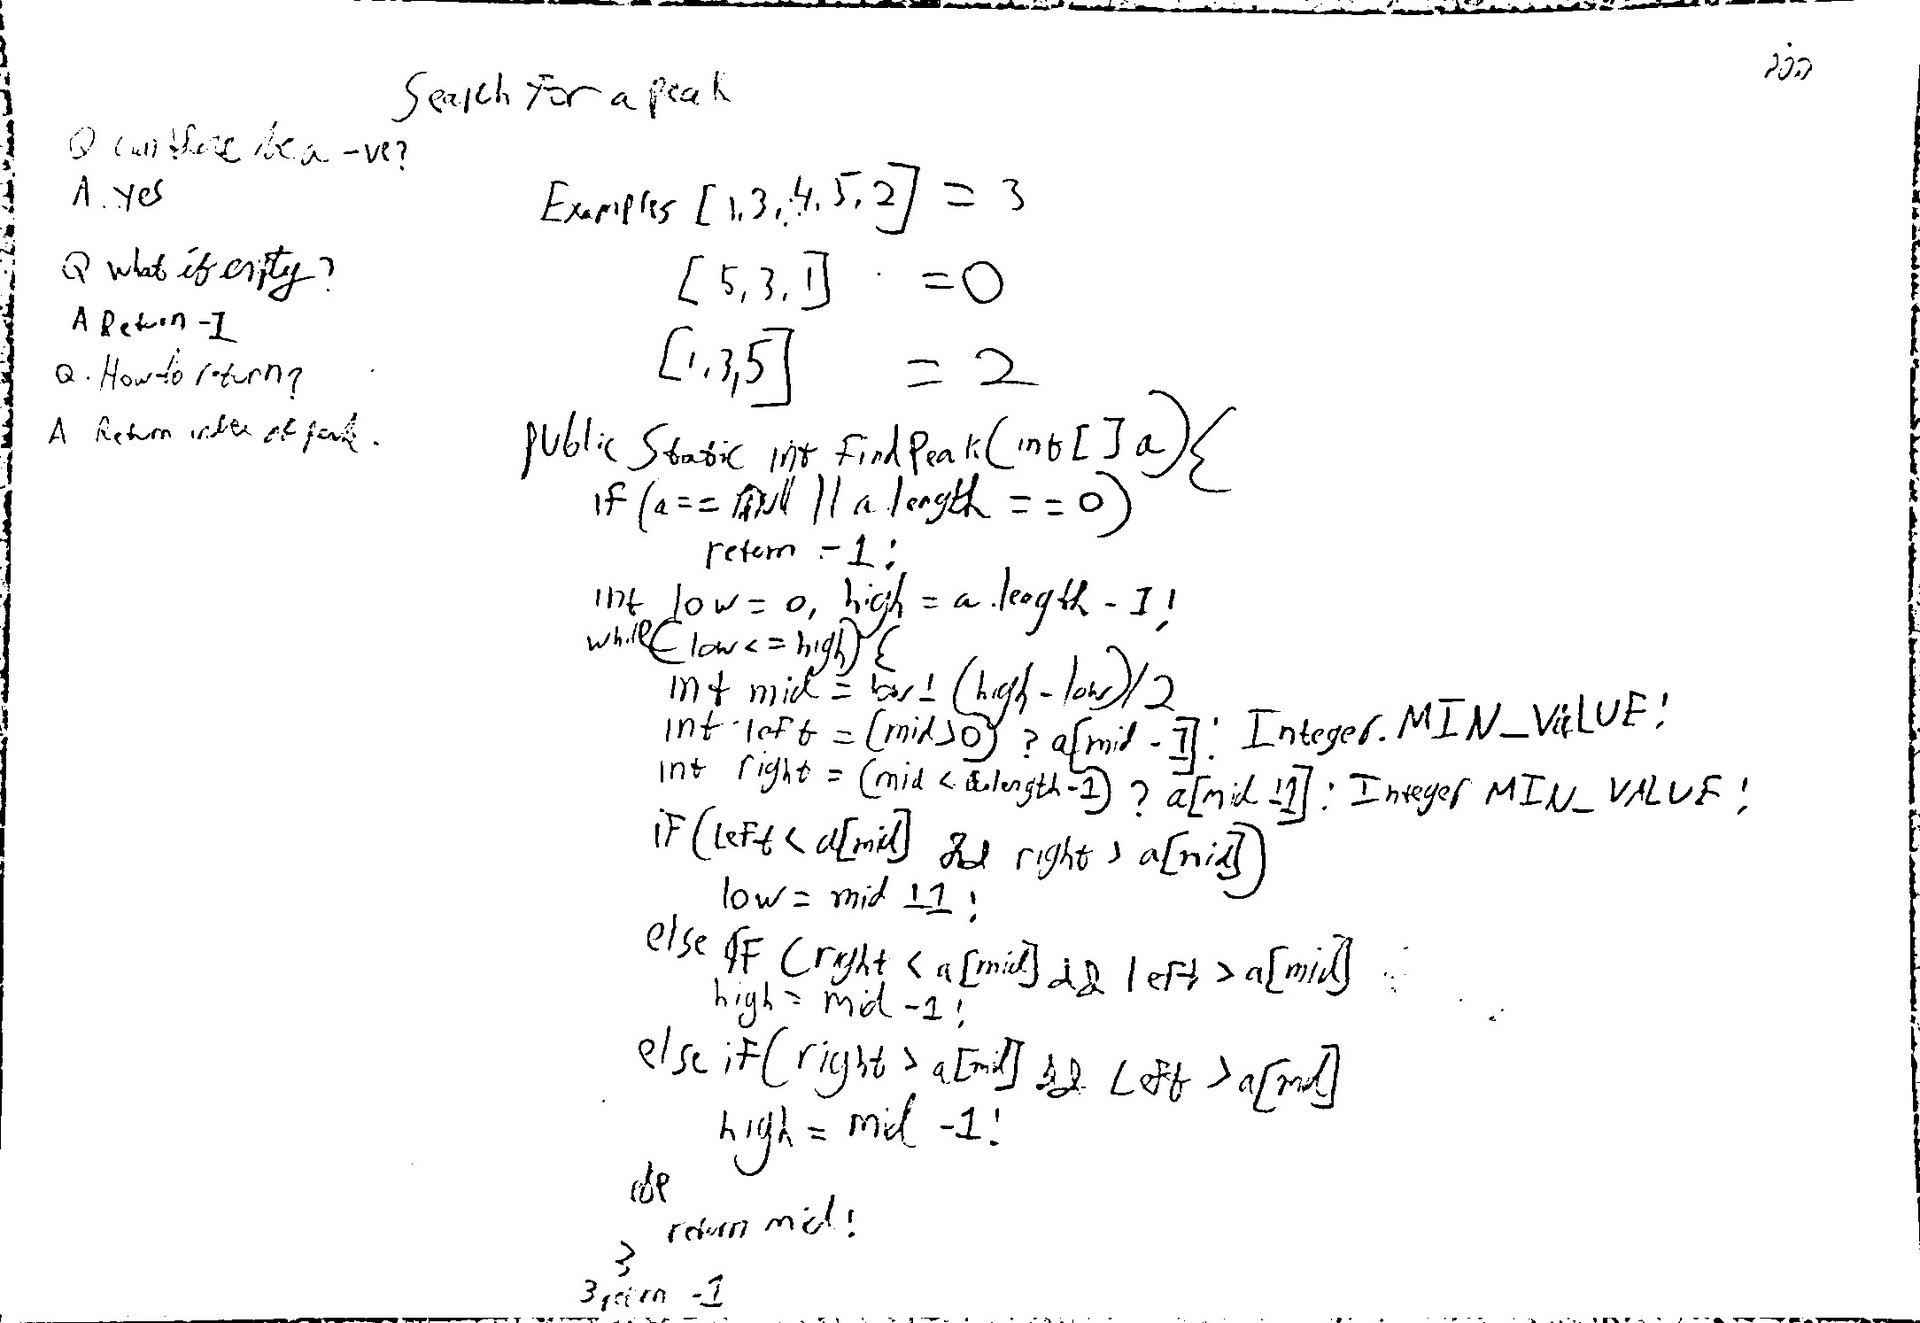 Search For a peak
Q can there be a -ve?
A. yes
Q what if empty?
A Return -1
Q. How to return?
A Return index of peak.
Examples [1,3,4,5,2] = 3
[5,3,1] = 0
[1,3,5] = 2
public Static int FindPeak(int[] a){
if (a == null || a.length == 0)
return -1;
int low = 0, high = a.length - 1;
while(low <= high) {
int mid = low + (high - low)/2
int left = (mid>0) ? a[mid - 1] : Integer.MIN_VALUE;
int right = (mid < a.length-1) ? a[mid +1] : Integer MIN_VALUE;
if (left < a[mid] && right > a[mid])
low = mid +1;
else if (right < a[mid] && left > a[mid]
high = mid -1;
else if (right > a[mid] && Left > a[mid]
high = mid -1;
else
return mid;
}
} return -1